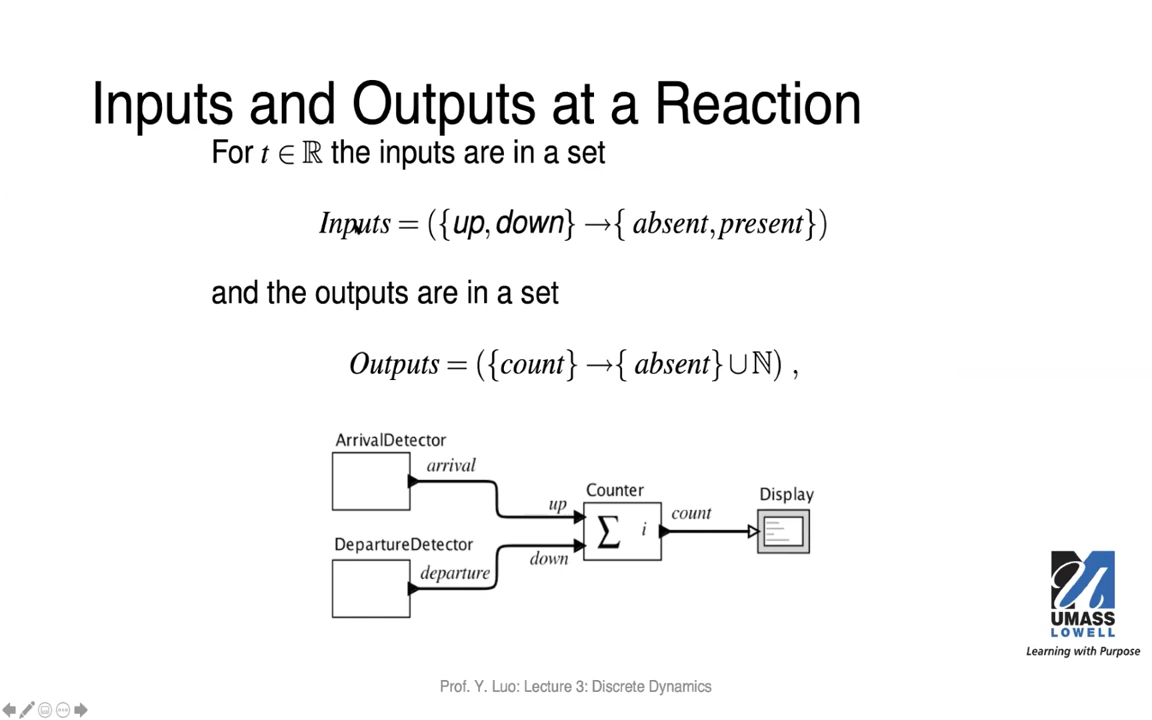 Inputs and Outputs at a Reaction
For t ∈ ℝ the inputs are in a set
Inputs = ({up, down} → { absent, present})
and the outputs are in a set
Outputs = ({count} → { absent} ∪ ℕ) ,
ArrivalDetector
arrival
up
Counter
Σ i
count
Display
DepartureDetector
departure
down
UMASS
LOWELL
Learning with Purpose
Prof. Y. Luo: Lecture 3: Discrete Dynamics